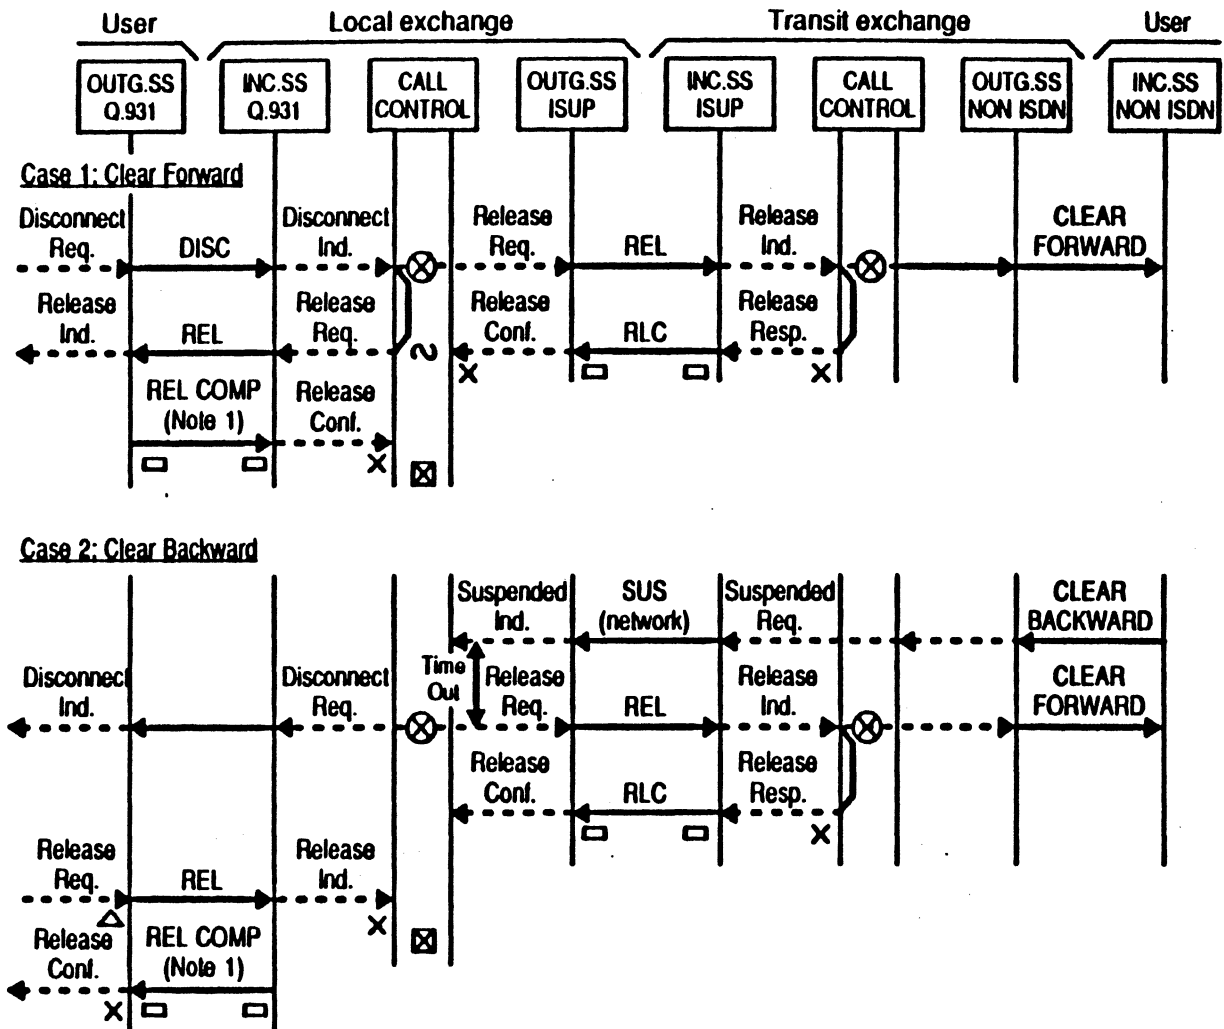 User Local exchange Transit exchange User
OUTG.SS INC.SS CALL OUTG.SS INC.SS CALL OUTG.SS INC.SS
Q.931 Q.931 CONTROL ISUP ISUP CONTROL NON ISDN NON ISDN
Case 1: Clear Forward
Disconnect Disconnect Release Release CLEAR
Req. DISC Ind. Req. REL Ind. FORWARD
Release Release Release Release
Ind. REL Req. Conf. RLC Resp.
REL COMP Release
(Note 1) Conf.
Case 2: Clear Backward
Suspended SUS Suspended CLEAR
Ind. (network) Req. BACKWARD
Time
Out
Disconnect Disconnect Release Release CLEAR
Ind. Req. Req. REL Ind. FORWARD
Release Release
Conf. RLC Resp.
Release Release
Req. REL Ind.
Release REL COMP
Conf. (Note 1)